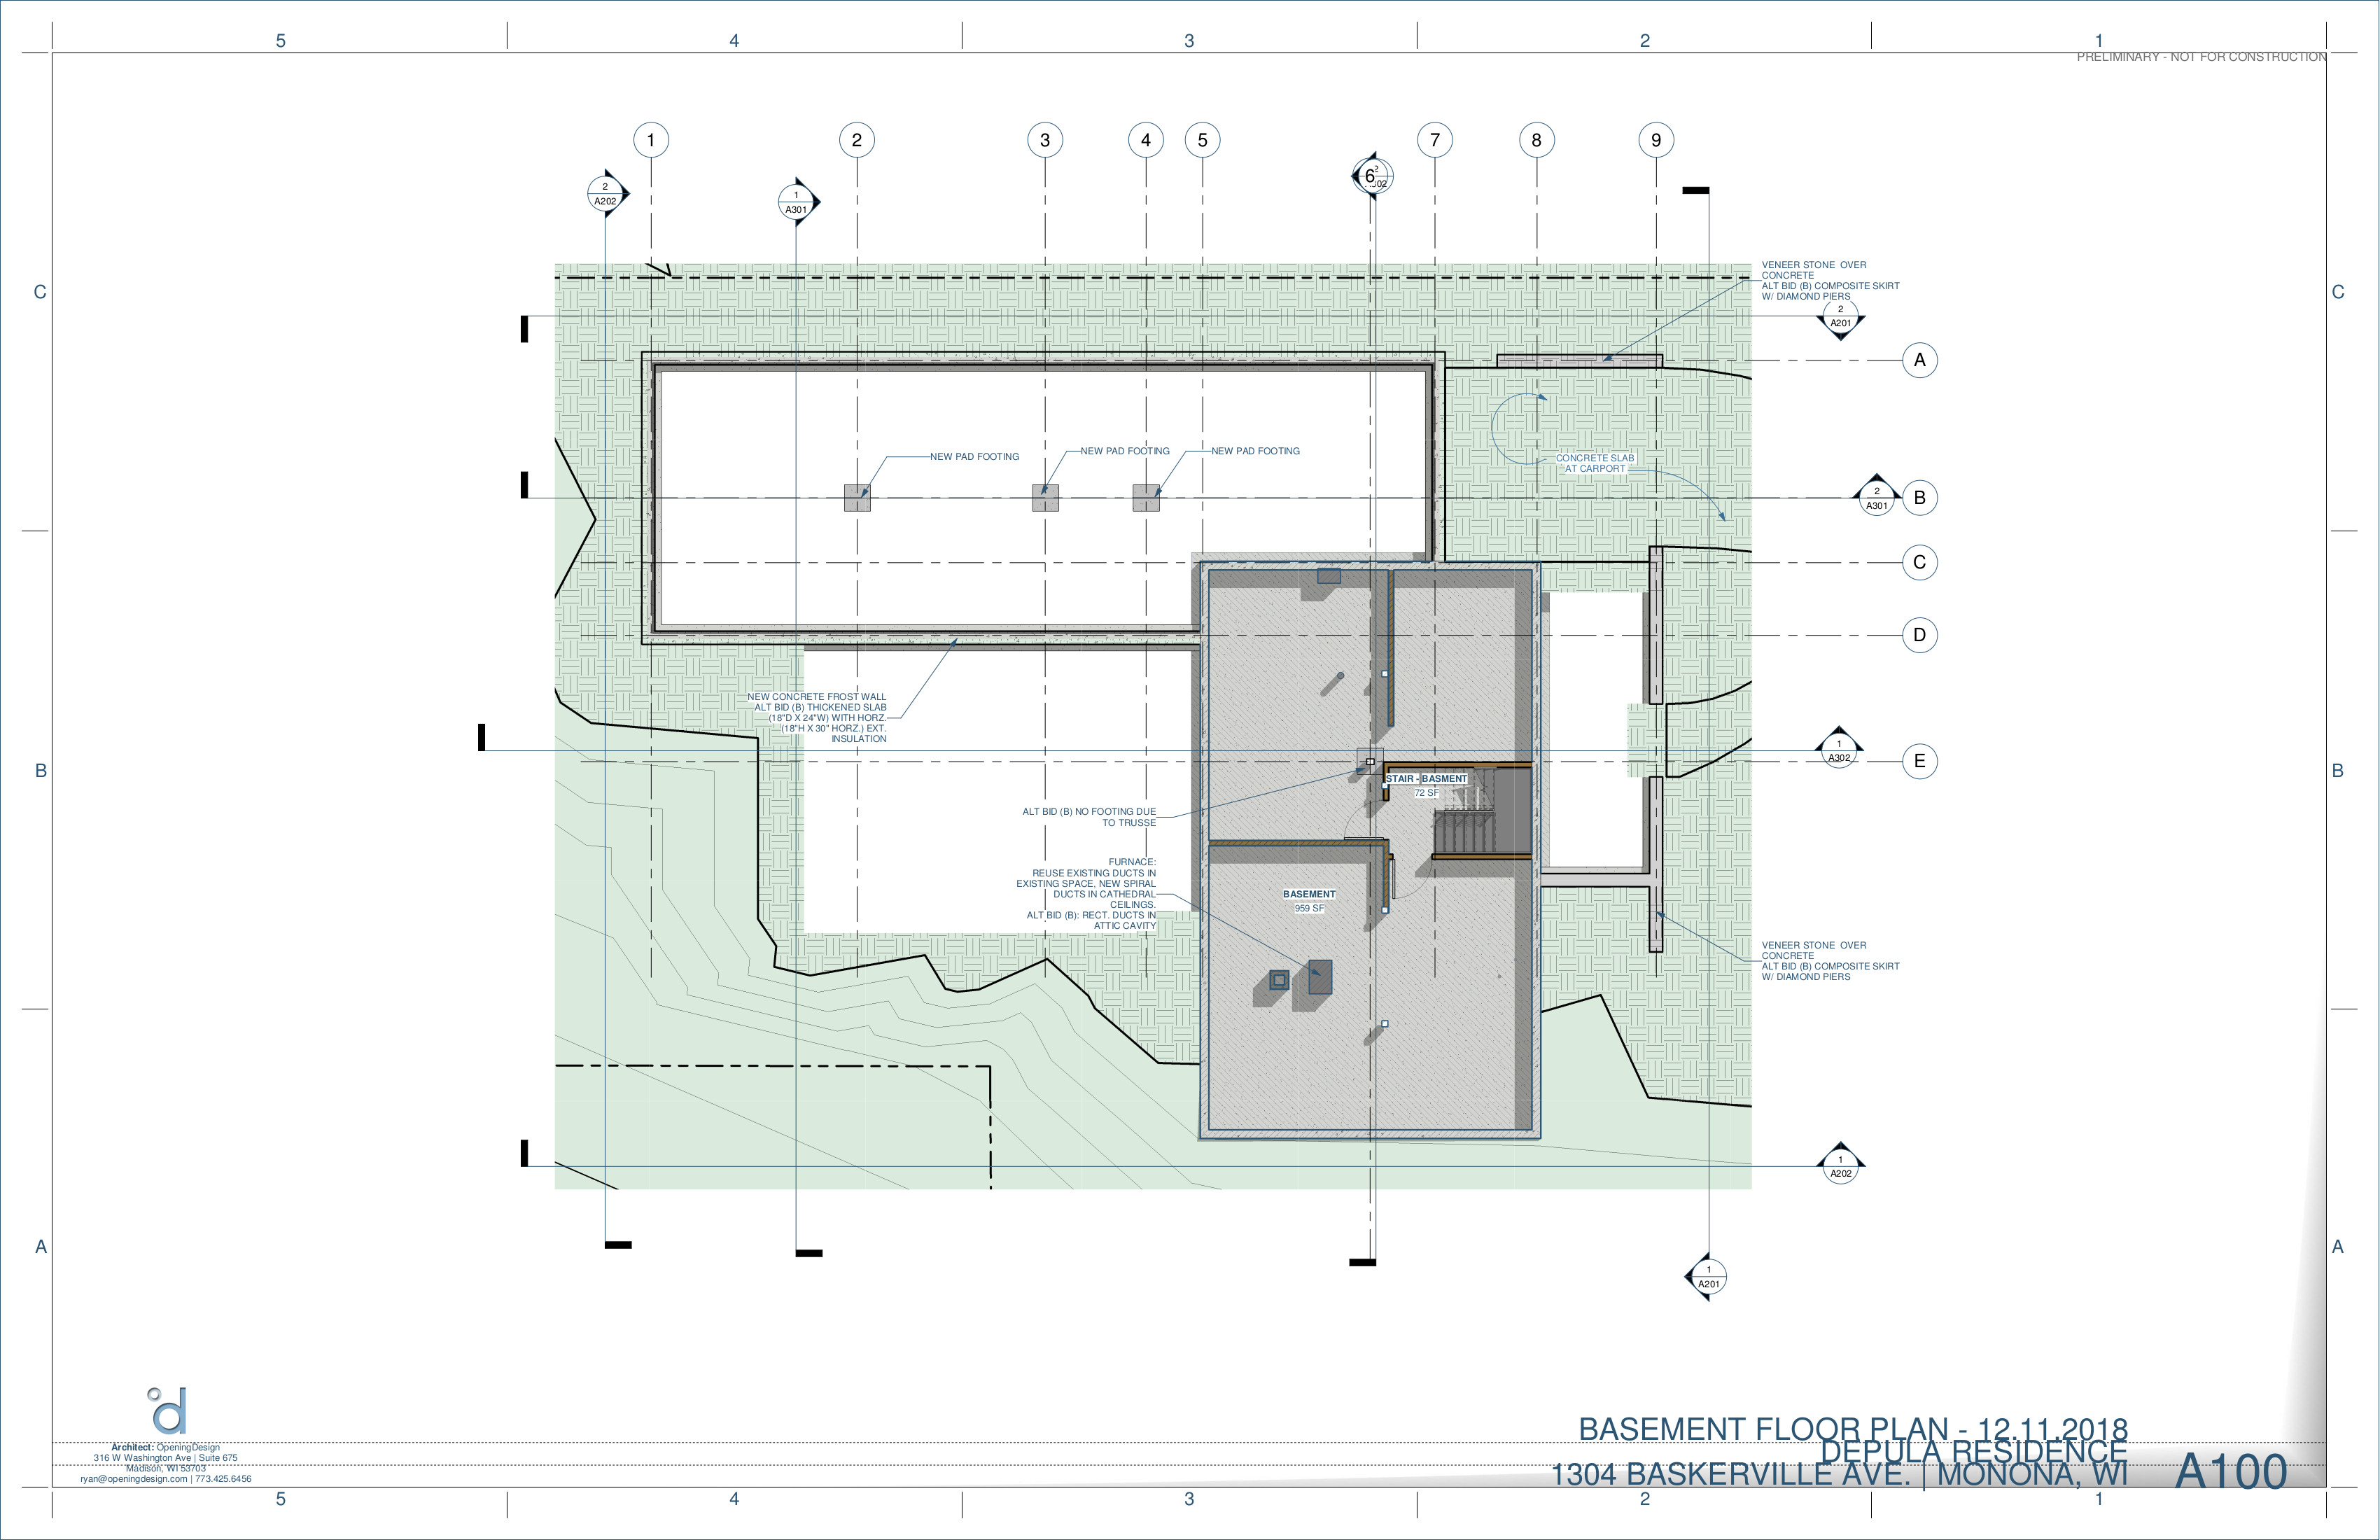 5 4 3 2 1
PRELIMINARY - NOT FOR CONSTRUCTION
1 2 3 4 5 6 7 8 9
2
A202
1
A301
2
VENEER STONE OVER
CONCRETE
ALT BID (B) COMPOSITE SKIRT
W/ DIAMOND PIERS
C
C
2
A201
A
NEW PAD FOOTING
NEW PAD FOOTING
NEW PAD FOOTING
CONCRETE SLAB
AT CARPORT
2
A301
B
C
D
NEW CONCRETE FROST WALL
ALT BID (B) THICKENED SLAB
(18"D X 24"W) WITH HORZ.
(18"H X 30" HORZ.) EXT.
INSULATION
1
A302
E
B
B
STAIR - BASMENT
72 SF
ALT BID (B) NO FOOTING DUE
TO TRUSSE
FURNACE:
REUSE EXISTING DUCTS IN
EXISTING SPACE, NEW SPIRAL
DUCTS IN CATHEDRAL
CEILINGS.
ALT BID (B): RECT. DUCTS IN
ATTIC CAVITY
BASEMENT
959 SF
VENEER STONE OVER
CONCRETE
ALT BID (B) COMPOSITE SKIRT
W/ DIAMOND PIERS
1
A202
A
A
1
A201
d
Architect: OpeningDesign
316 W Washington Ave | Suite 675
Madison, WI 53703
ryan@openingdesign.com | 773.425.6456
BASEMENT FLOOR PLAN - 12.11.2018
DEPULA RESIDENCE
1304 BASKERVILLE AVE. | MONONA, WI
A100
5 4 3 2 1